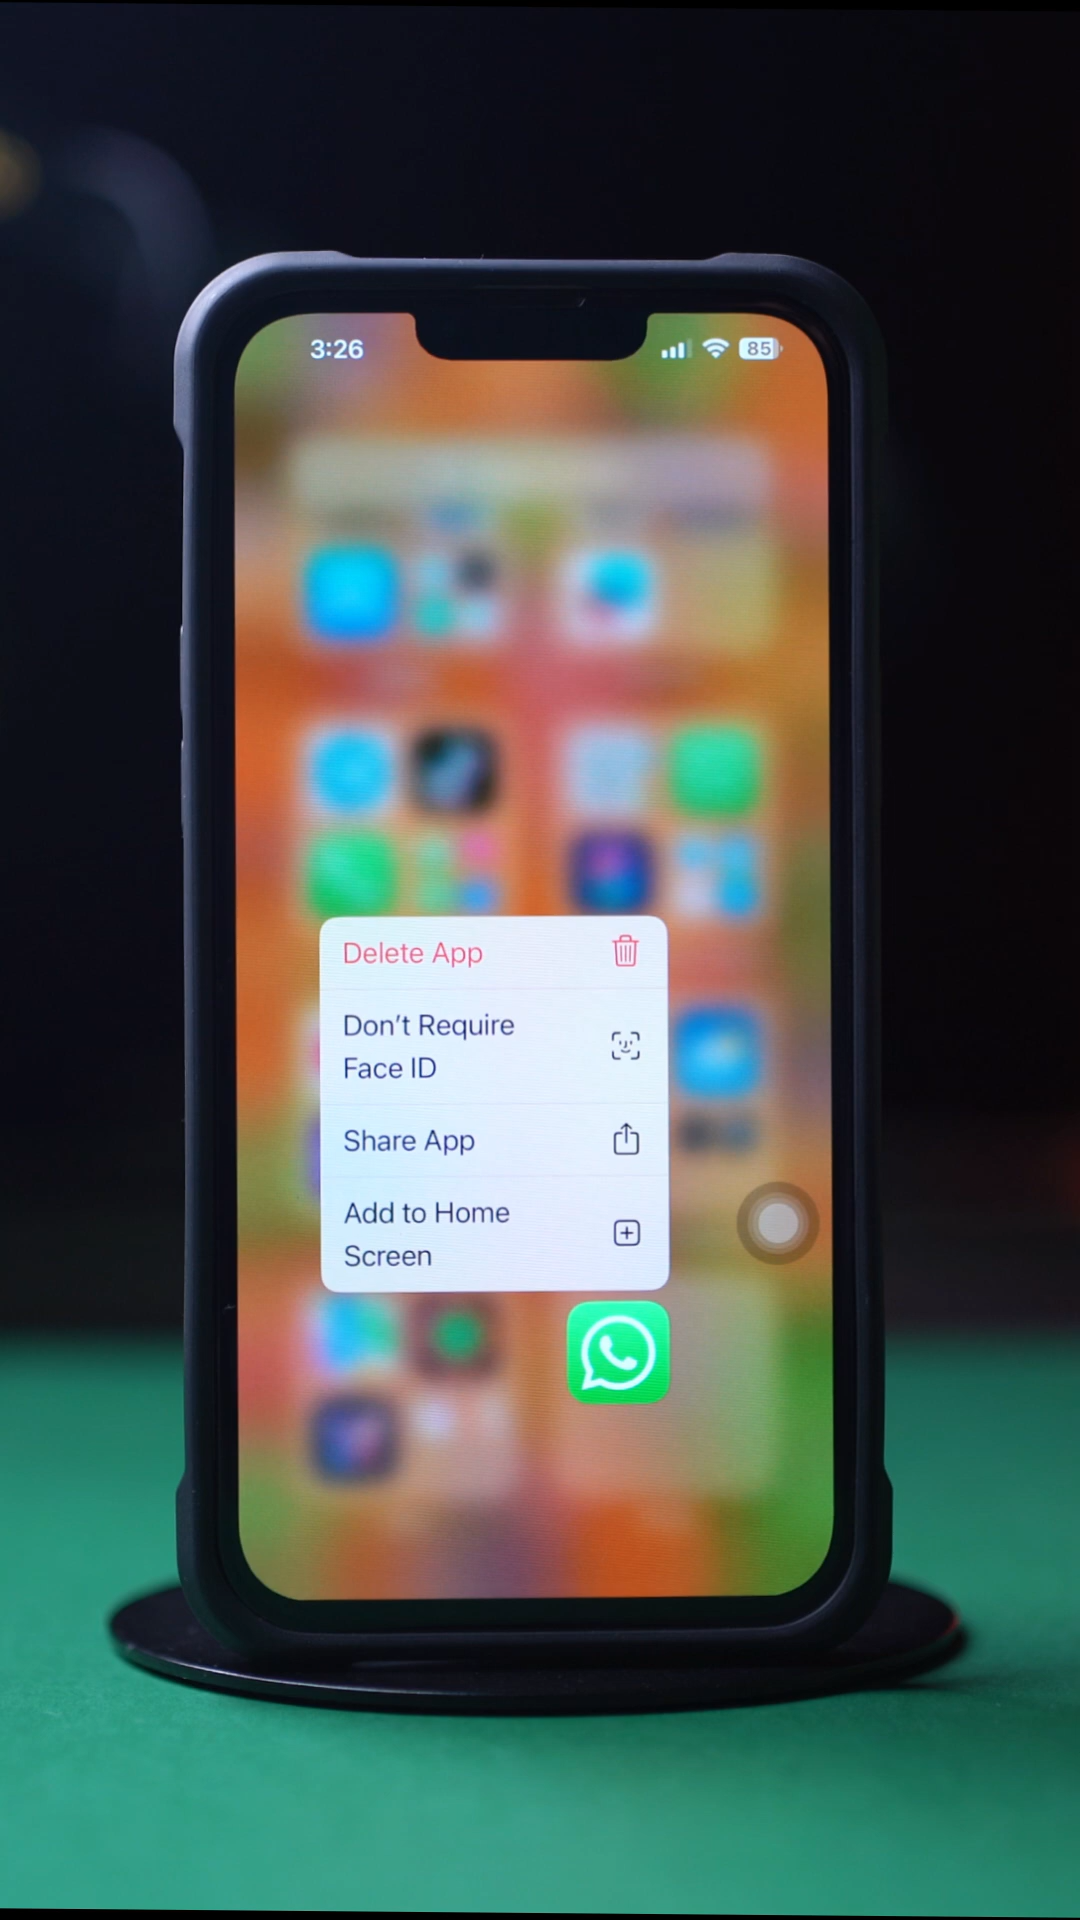 3:26
85
Delete App
Don't Require
Face ID
Share App
Add to Home
Screen